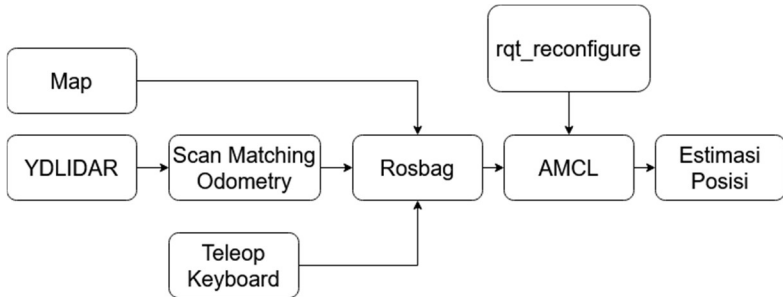 rqt_reconfigure
Map
YDLIDAR
Scan Matching
Odometry
Rosbag
AMCL
Estimasi
Posisi
Teleop
Keyboard